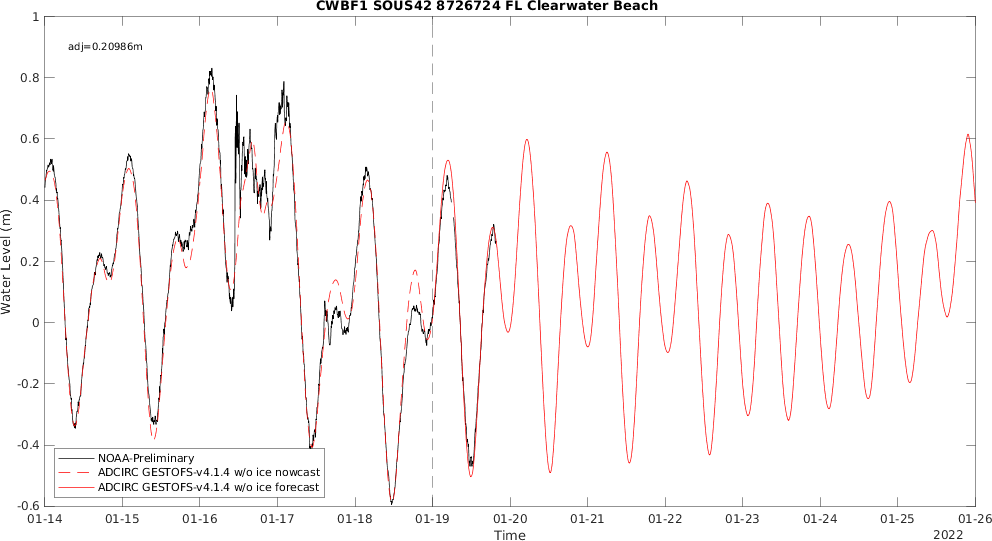 CWBF1 SOUS42 8726724 FL Clearwater Beach
adj=0.20986m
1
0.8
0.6
0.4
0.2
0
-0.2
-0.4
-0.6
Water Level (m)
NOAA-Preliminary
ADCIRC GESTOFS-v4.1.4 w/o ice nowcast
ADCIRC GESTOFS-v4.1.4 w/o ice forecast
01-14 01-15 01-16 01-17 01-18 01-19 01-20 01-21 01-22 01-23 01-24 01-25 01-26
Time
2022